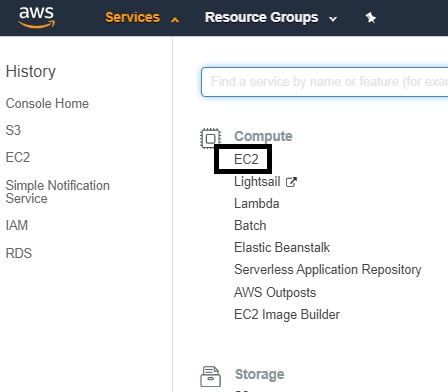 aws
Services
Resource Groups
History
Console Home
S3
EC2
Simple Notification
Service
IAM
RDS
Find a service by name or feature (for exa
Compute
EC2
Lightsail
Lambda
Batch
Elastic Beanstalk
Serverless Application Repository
AWS Outposts
EC2 Image Builder
Storage